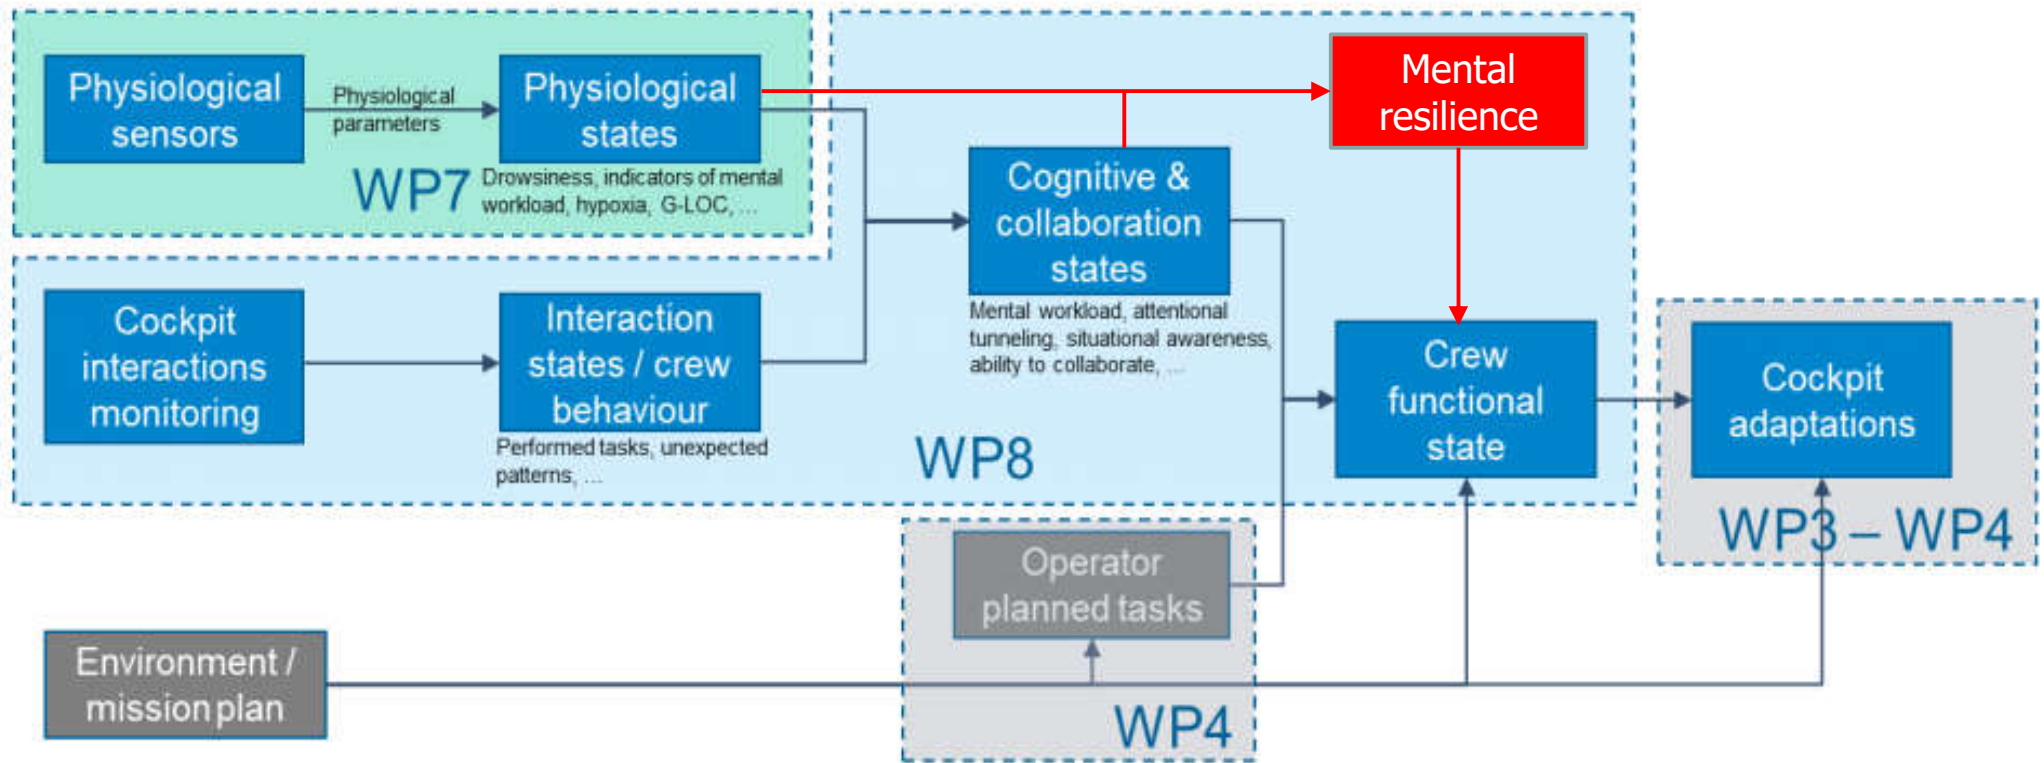 Physiological
sensors
Physiological
parameters
Physiological
states
WP7
Drowsiness, indicators of mental
workload, hypoxia, G-LOC, ...
Mental
resilience
Cognitive &
collaboration
states
Mental workload, attentional
tunneling, situational awareness,
ability to collaborate, ...
Cockpit
interactions
monitoring
Interaction
states / crew
behaviour
Performed tasks, unexpected
patterns, ...
WP8
Crew
functional
state
Cockpit
adaptations
WP3 – WP4
Operator
planned tasks
WP4
Environment /
mission plan